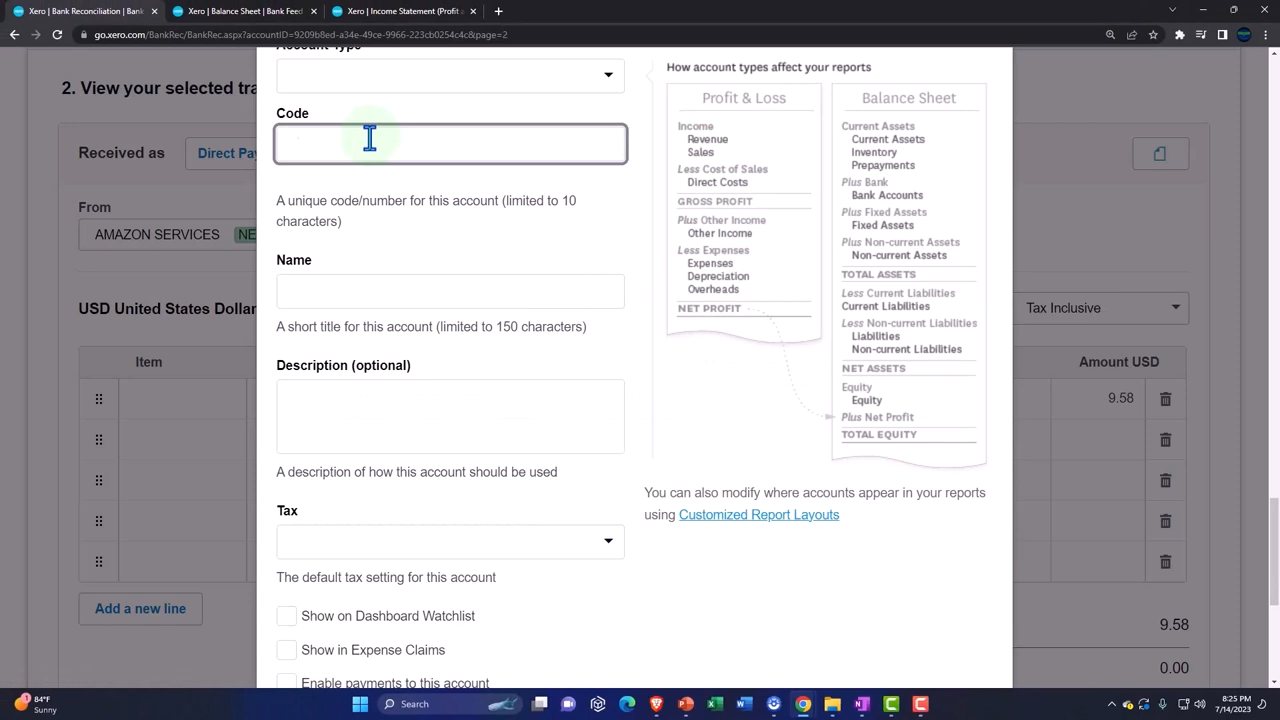 Xero | Bank Reconciliation
Xero | Balance Sheet | Bank Feed
Xero | Income Statement (Profit a
go.xero.com/BankRec/BankRec.aspx?accountID=9209b8ed-a34e-49ce-9966-223cb0254c4c&page=2
2. View your selected tra
Received as
Direct Pay
From
AMAZON SERVICES NE
USD United States Dollar
Item
Add a new line
Account Type
Code
A unique code/number for this account (limited to 10
characters)
Name
A short title for this account (limited to 150 characters)
Description (optional)
A description of how this account should be used
Tax
The default tax setting for this account
Show on Dashboard Watchlist
Show in Expense Claims
Enable payments to this account
How account types affect your reports
Profit & Loss
Income
Revenue
Sales
Less Cost of Sales
Direct Costs
GROSS PROFIT
Plus Other Income
Other Income
Less Expenses
Expenses
Depreciation
Overheads
NET PROFIT
Balance Sheet
Current Assets
Current Assets
Inventory
Prepayments
Plus Bank
Bank Accounts
Plus Fixed Assets
Fixed Assets
Plus Non-current Assets
Non-current Assets
TOTAL ASSETS
Less Current Liabilities
Current Liabilities
Less Non-current Liabilities
Liabilities
Non-current Liabilities
NET ASSETS
Equity
Equity
Plus Net Profit
TOTAL EQUITY
You can also modify where accounts appear in your reports
using Customized Report Layouts
Tax Inclusive
Amount USD
9.58
9.58
0.00
1
84°F
Sunny
Search
8:25 PM
7/14/2023